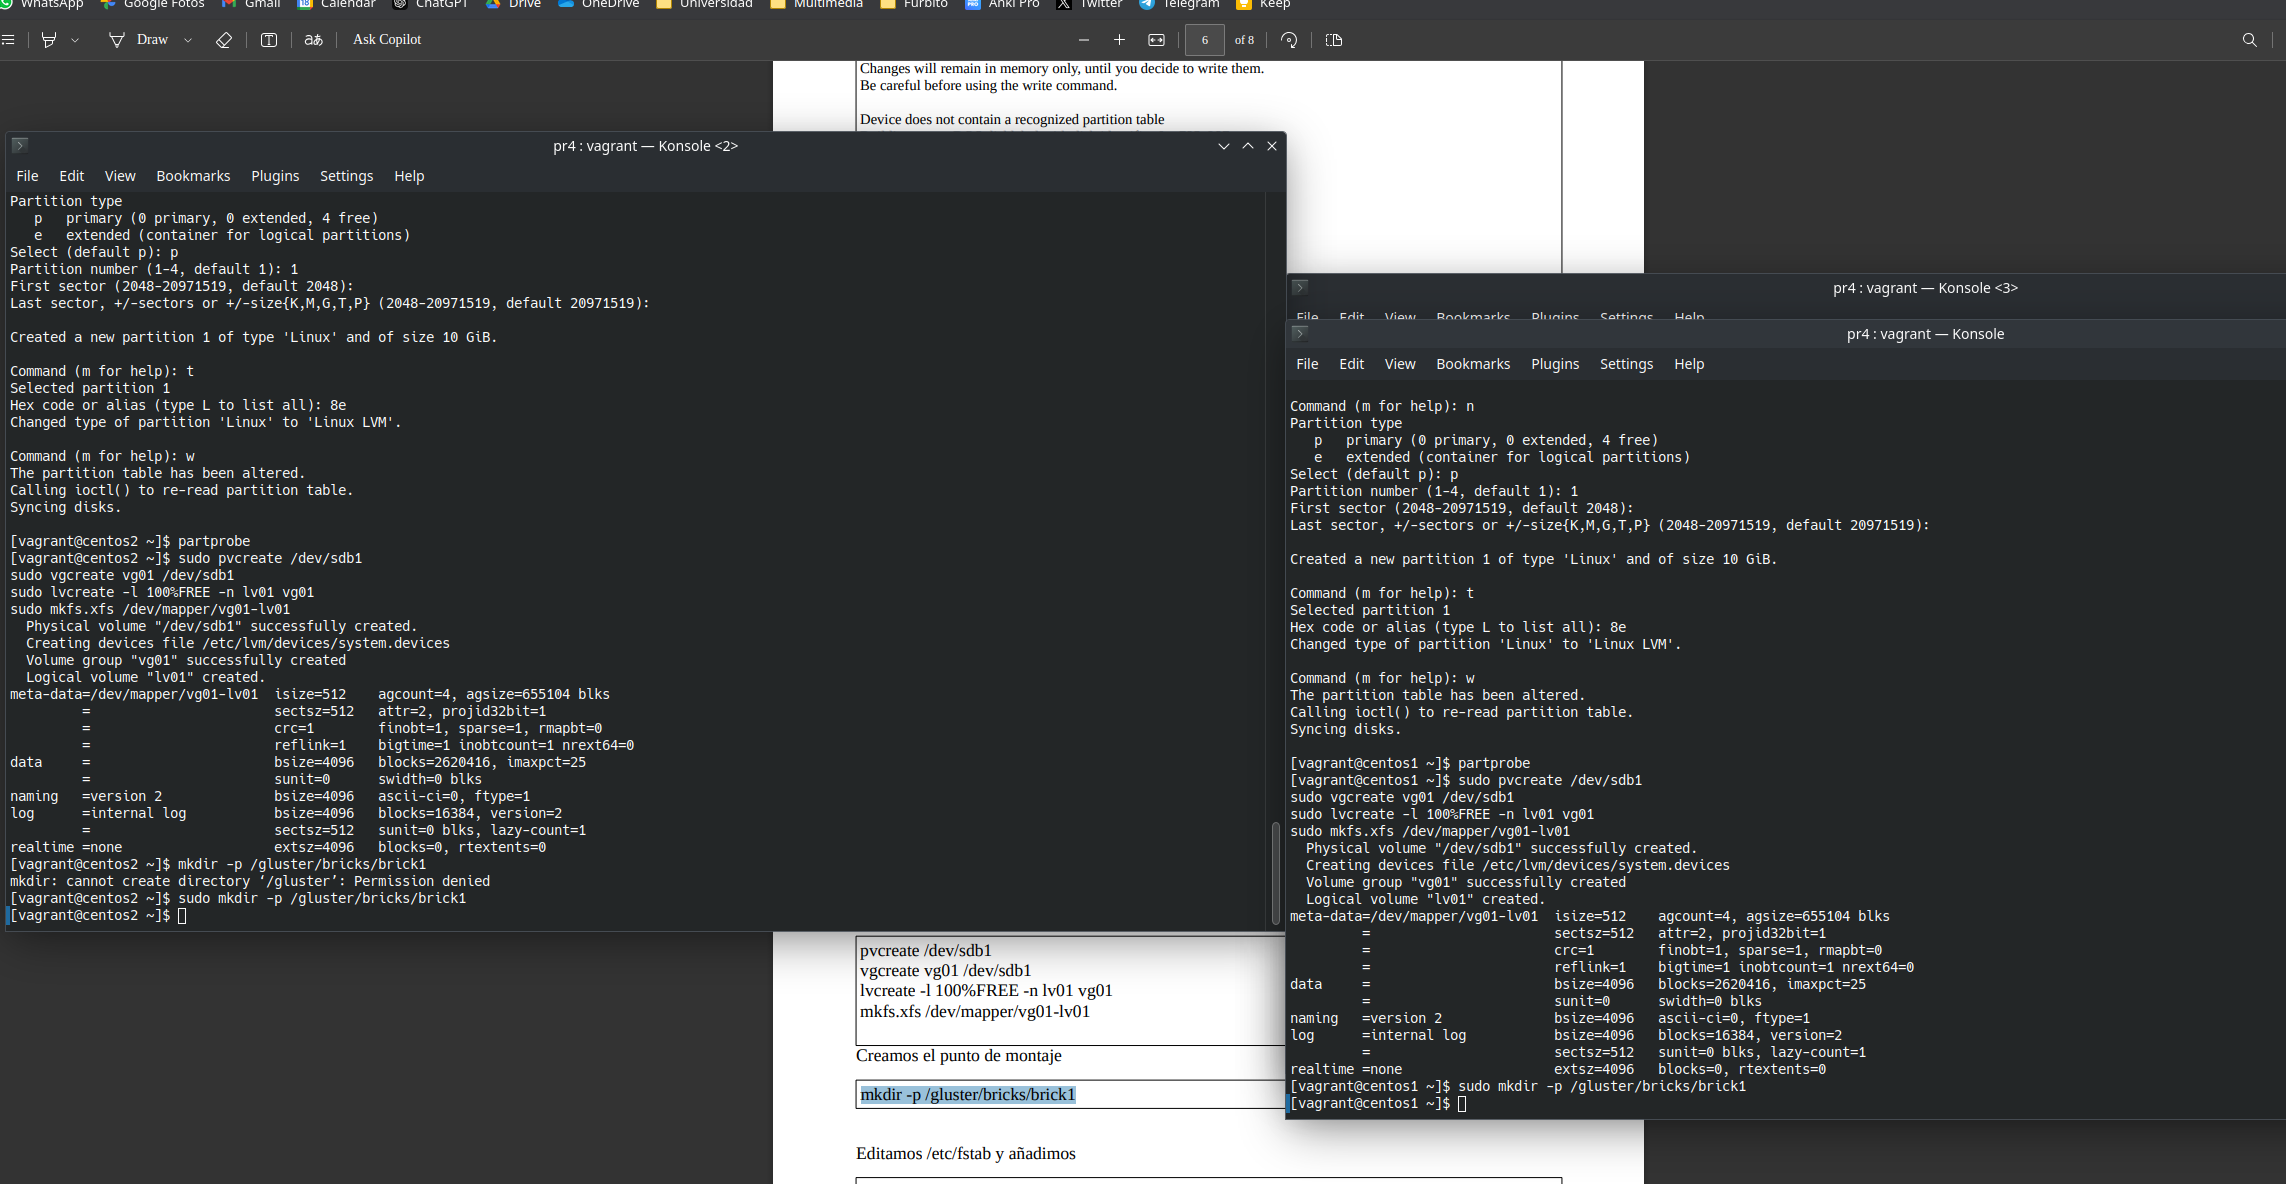 WhatsApp Google Fotos Gmail Calendar ChatGPT Drive OneDrive Universidad Multimedia Furbito Anki Pro Twitter Telegram Keep
Draw aあ Ask Copilot 6 of 8
Changes will remain in memory only, until you decide to write them.
Be careful before using the write command.
Device does not contain a recognized partition table
pr4 : vagrant — Konsole <2>
File Edit View Bookmarks Plugins Settings Help
Partition type
   p   primary (0 primary, 0 extended, 4 free)
   e   extended (container for logical partitions)
Select (default p): p
Partition number (1-4, default 1): 1
First sector (2048-20971519, default 2048):
Last sector, +/-sectors or +/-size{K,M,G,T,P} (2048-20971519, default 20971519):
Created a new partition 1 of type 'Linux' and of size 10 GiB.
Command (m for help): t
Selected partition 1
Hex code or alias (type L to list all): 8e
Changed type of partition 'Linux' to 'Linux LVM'.
Command (m for help): w
The partition table has been altered.
Calling ioctl() to re-read partition table.
Syncing disks.
[vagrant@centos2 ~]$ partprobe
[vagrant@centos2 ~]$ sudo pvcreate /dev/sdb1
sudo vgcreate vg01 /dev/sdb1
sudo lvcreate -l 100%FREE -n lv01 vg01
sudo mkfs.xfs /dev/mapper/vg01-lv01
  Physical volume "/dev/sdb1" successfully created.
  Creating devices file /etc/lvm/devices/system.devices
  Volume group "vg01" successfully created
  Logical volume "lv01" created.
meta-data=/dev/mapper/vg01-lv01  isize=512    agcount=4, agsize=655104 blks
         =                       sectsz=512   attr=2, projid32bit=1
         =                       crc=1        finobt=1, sparse=1, rmapbt=0
         =                       reflink=1    bigtime=1 inobtcount=1 nrext64=0
data     =                       bsize=4096   blocks=2620416, imaxpct=25
         =                       sunit=0      swidth=0 blks
naming   =version 2              bsize=4096   ascii-ci=0, ftype=1
log      =internal log           bsize=4096   blocks=16384, version=2
         =                       sectsz=512   sunit=0 blks, lazy-count=1
realtime =none                   extsz=4096   blocks=0, rtextents=0
[vagrant@centos2 ~]$ mkdir -p /gluster/bricks/brick1
mkdir: cannot create directory ‘/gluster’: Permission denied
[vagrant@centos2 ~]$ sudo mkdir -p /gluster/bricks/brick1
[vagrant@centos2 ~]$
pr4 : vagrant — Konsole <3>
File Edit View Bookmarks Plugins Settings Help
pr4 : vagrant — Konsole
File Edit View Bookmarks Plugins Settings Help
Command (m for help): n
Partition type
   p   primary (0 primary, 0 extended, 4 free)
   e   extended (container for logical partitions)
Select (default p): p
Partition number (1-4, default 1): 1
First sector (2048-20971519, default 2048):
Last sector, +/-sectors or +/-size{K,M,G,T,P} (2048-20971519, default 20971519):
Created a new partition 1 of type 'Linux' and of size 10 GiB.
Command (m for help): t
Selected partition 1
Hex code or alias (type L to list all): 8e
Changed type of partition 'Linux' to 'Linux LVM'.
Command (m for help): w
The partition table has been altered.
Calling ioctl() to re-read partition table.
Syncing disks.
[vagrant@centos1 ~]$ partprobe
[vagrant@centos1 ~]$ sudo pvcreate /dev/sdb1
sudo vgcreate vg01 /dev/sdb1
sudo lvcreate -l 100%FREE -n lv01 vg01
sudo mkfs.xfs /dev/mapper/vg01-lv01
  Physical volume "/dev/sdb1" successfully created.
  Creating devices file /etc/lvm/devices/system.devices
  Volume group "vg01" successfully created
  Logical volume "lv01" created.
meta-data=/dev/mapper/vg01-lv01  isize=512    agcount=4, agsize=655104 blks
         =                       sectsz=512   attr=2, projid32bit=1
         =                       crc=1        finobt=1, sparse=1, rmapbt=0
         =                       reflink=1    bigtime=1 inobtcount=1 nrext64=0
data     =                       bsize=4096   blocks=2620416, imaxpct=25
         =                       sunit=0      swidth=0 blks
naming   =version 2              bsize=4096   ascii-ci=0, ftype=1
log      =internal log           bsize=4096   blocks=16384, version=2
         =                       sectsz=512   sunit=0 blks, lazy-count=1
realtime =none                   extsz=4096   blocks=0, rtextents=0
[vagrant@centos1 ~]$ sudo mkdir -p /gluster/bricks/brick1
[vagrant@centos1 ~]$
pvcreate /dev/sdb1
vgcreate vg01 /dev/sdb1
lvcreate -l 100%FREE -n lv01 vg01
mkfs.xfs /dev/mapper/vg01-lv01
Creamos el punto de montaje
mkdir -p /gluster/bricks/brick1
Editamos /etc/fstab y añadimos